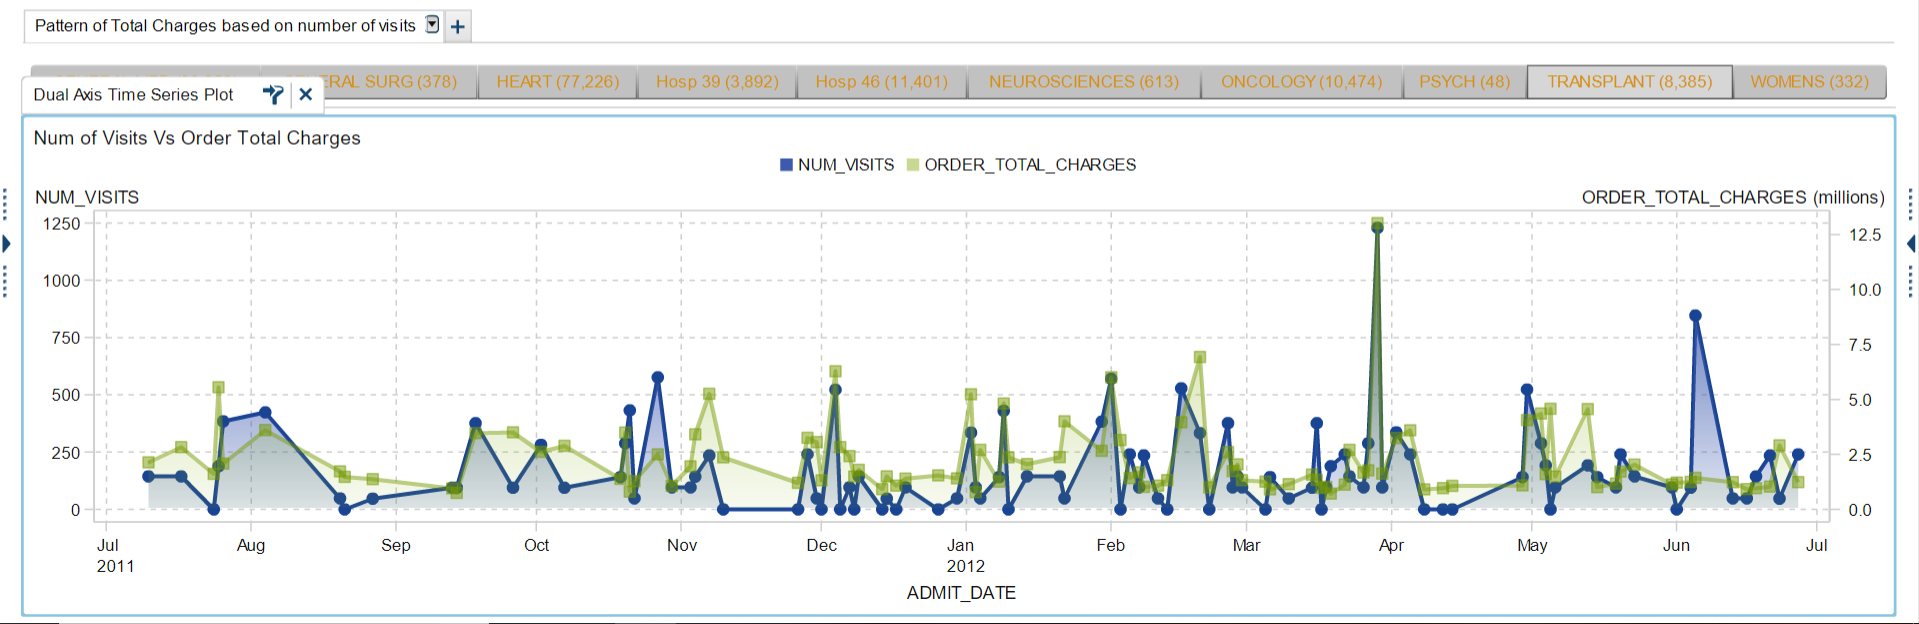 Pattern of Total Charges based on number of visits
ERAL SURG (378) HEART (77,226) Hosp 39 (3,892) Hosp 46 (11,401) NEUROSCIENCES (613) ONCOLOGY (10,474) PSYCH (48) TRANSPLANT (8,385) WOMENS (332)
Dual Axis Time Series Plot
Num of Visits Vs Order Total Charges
NUM_VISITS ORDER_TOTAL_CHARGES
NUM_VISITS ORDER_TOTAL_CHARGES (millions)
1250 12.5
1000 10.0
750 7.5
500 5.0
250 2.5
0 0.0
Jul Aug Sep Oct Nov Dec Jan Feb Mar Apr May Jun Jul
2011 2012
ADMIT_DATE